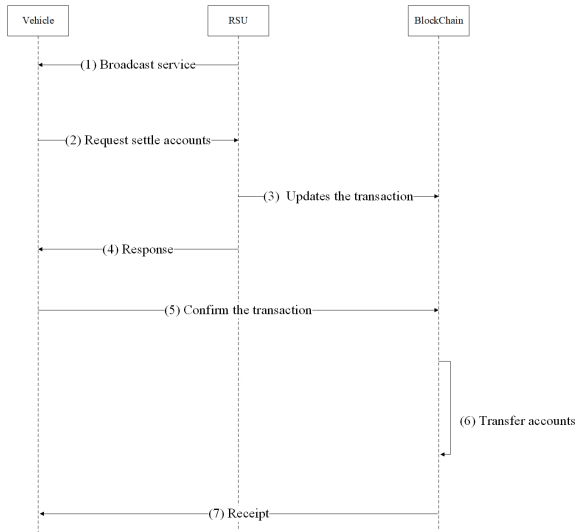 Vehicle
RSU
BlockChain
(1) Broadcast service
(2) Request settle accounts
(3) Updates the transaction
(4) Response
(5) Confirm the transaction
(6) Transfer accounts
(7) Receipt